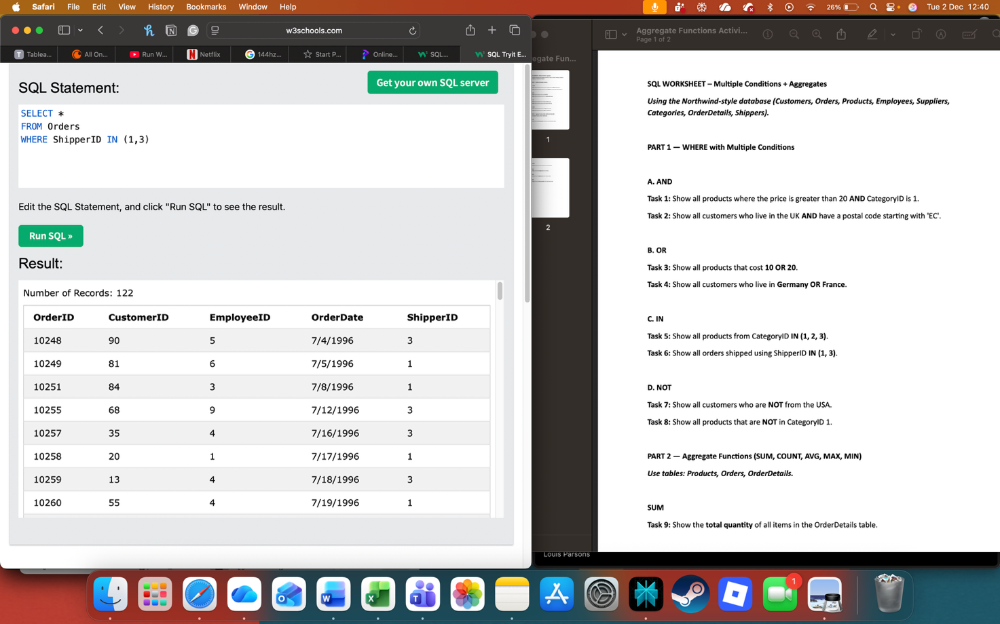 Safari File Edit View History Bookmarks Window Help
26% Tue 2 Dec 12:40
w3schools.com
Tablea... All On... Run W... Netflix 144hz... Start P... Online... SQL... SQL Tryit E...
SQL Statement:
Get your own SQL server
SELECT *
FROM Orders
WHERE ShipperID IN (1,3)
Edit the SQL Statement, and click "Run SQL" to see the result.
Run SQL »
Result:
Number of Records: 122
OrderID CustomerID EmployeeID OrderDate ShipperID
10248 90 5 7/4/1996 3
10249 81 6 7/5/1996 1
10251 84 3 7/8/1996 1
10255 68 9 7/12/1996 3
10257 35 4 7/16/1996 3
10258 20 1 7/17/1996 1
10259 13 4 7/18/1996 3
10260 55 4 7/19/1996 1
Aggregate Functions Activi...
Page 1 of 2
egate Fun...
1
2
SQL WORKSHEET – Multiple Conditions + Aggregates
Using the Northwind-style database (Customers, Orders, Products, Employees, Suppliers,
Categories, OrderDetails, Shippers).
PART 1 — WHERE with Multiple Conditions
A. AND
Task 1: Show all products where the price is greater than 20 AND CategoryID is 1.
Task 2: Show all customers who live in the UK AND have a postal code starting with 'EC'.
B. OR
Task 3: Show all products that cost 10 OR 20.
Task 4: Show all customers who live in Germany OR France.
C. IN
Task 5: Show all products from CategoryID IN (1, 2, 3).
Task 6: Show all orders shipped using ShipperID IN (1, 3).
D. NOT
Task 7: Show all customers who are NOT from the USA.
Task 8: Show all products that are NOT in CategoryID 1.
PART 2 — Aggregate Functions (SUM, COUNT, AVG, MAX, MIN)
Use tables: Products, Orders, OrderDetails.
SUM
Task 9: Show the total quantity of all items in the OrderDetails table.
Louis Parsons
1